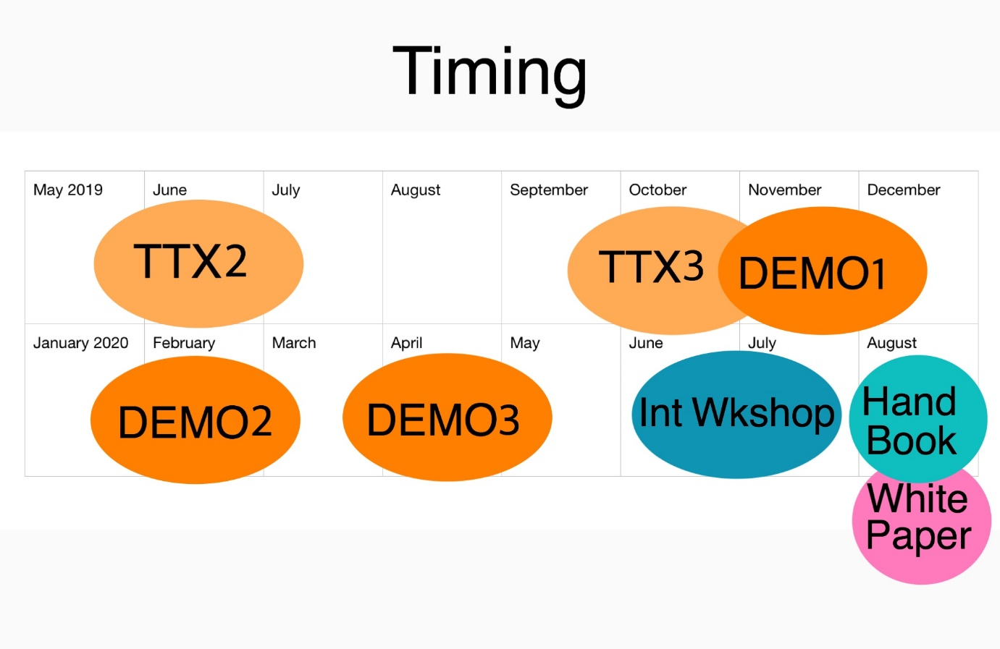 Timing
May 2019
June
July
August
September
October
November
December
TTX2
TTX3
DEMO1
January 2020
February
March
April
May
June
July
August
DEMO2
DEMO3
Int Wkshop
Hand
Book
White
Paper